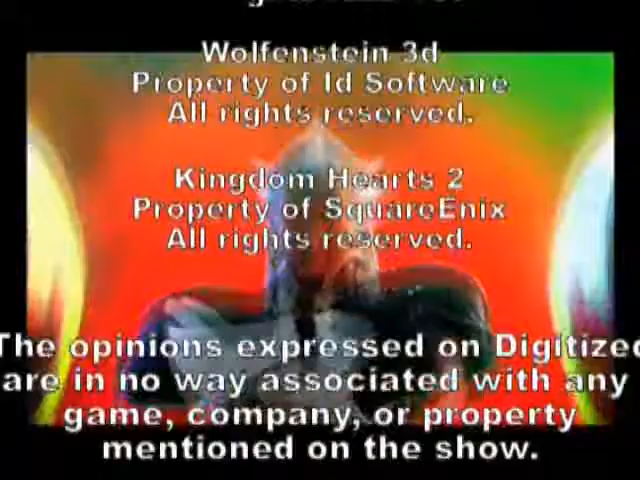 Wolfenstein 3d
Property of Id Software
All rights reserved.
Kingdom Hearts 2
Property of SquareEnix
All rights reserved.
The opinions expressed on Digitized
are in no way associated with any
game, company, or property
mentioned on the show.